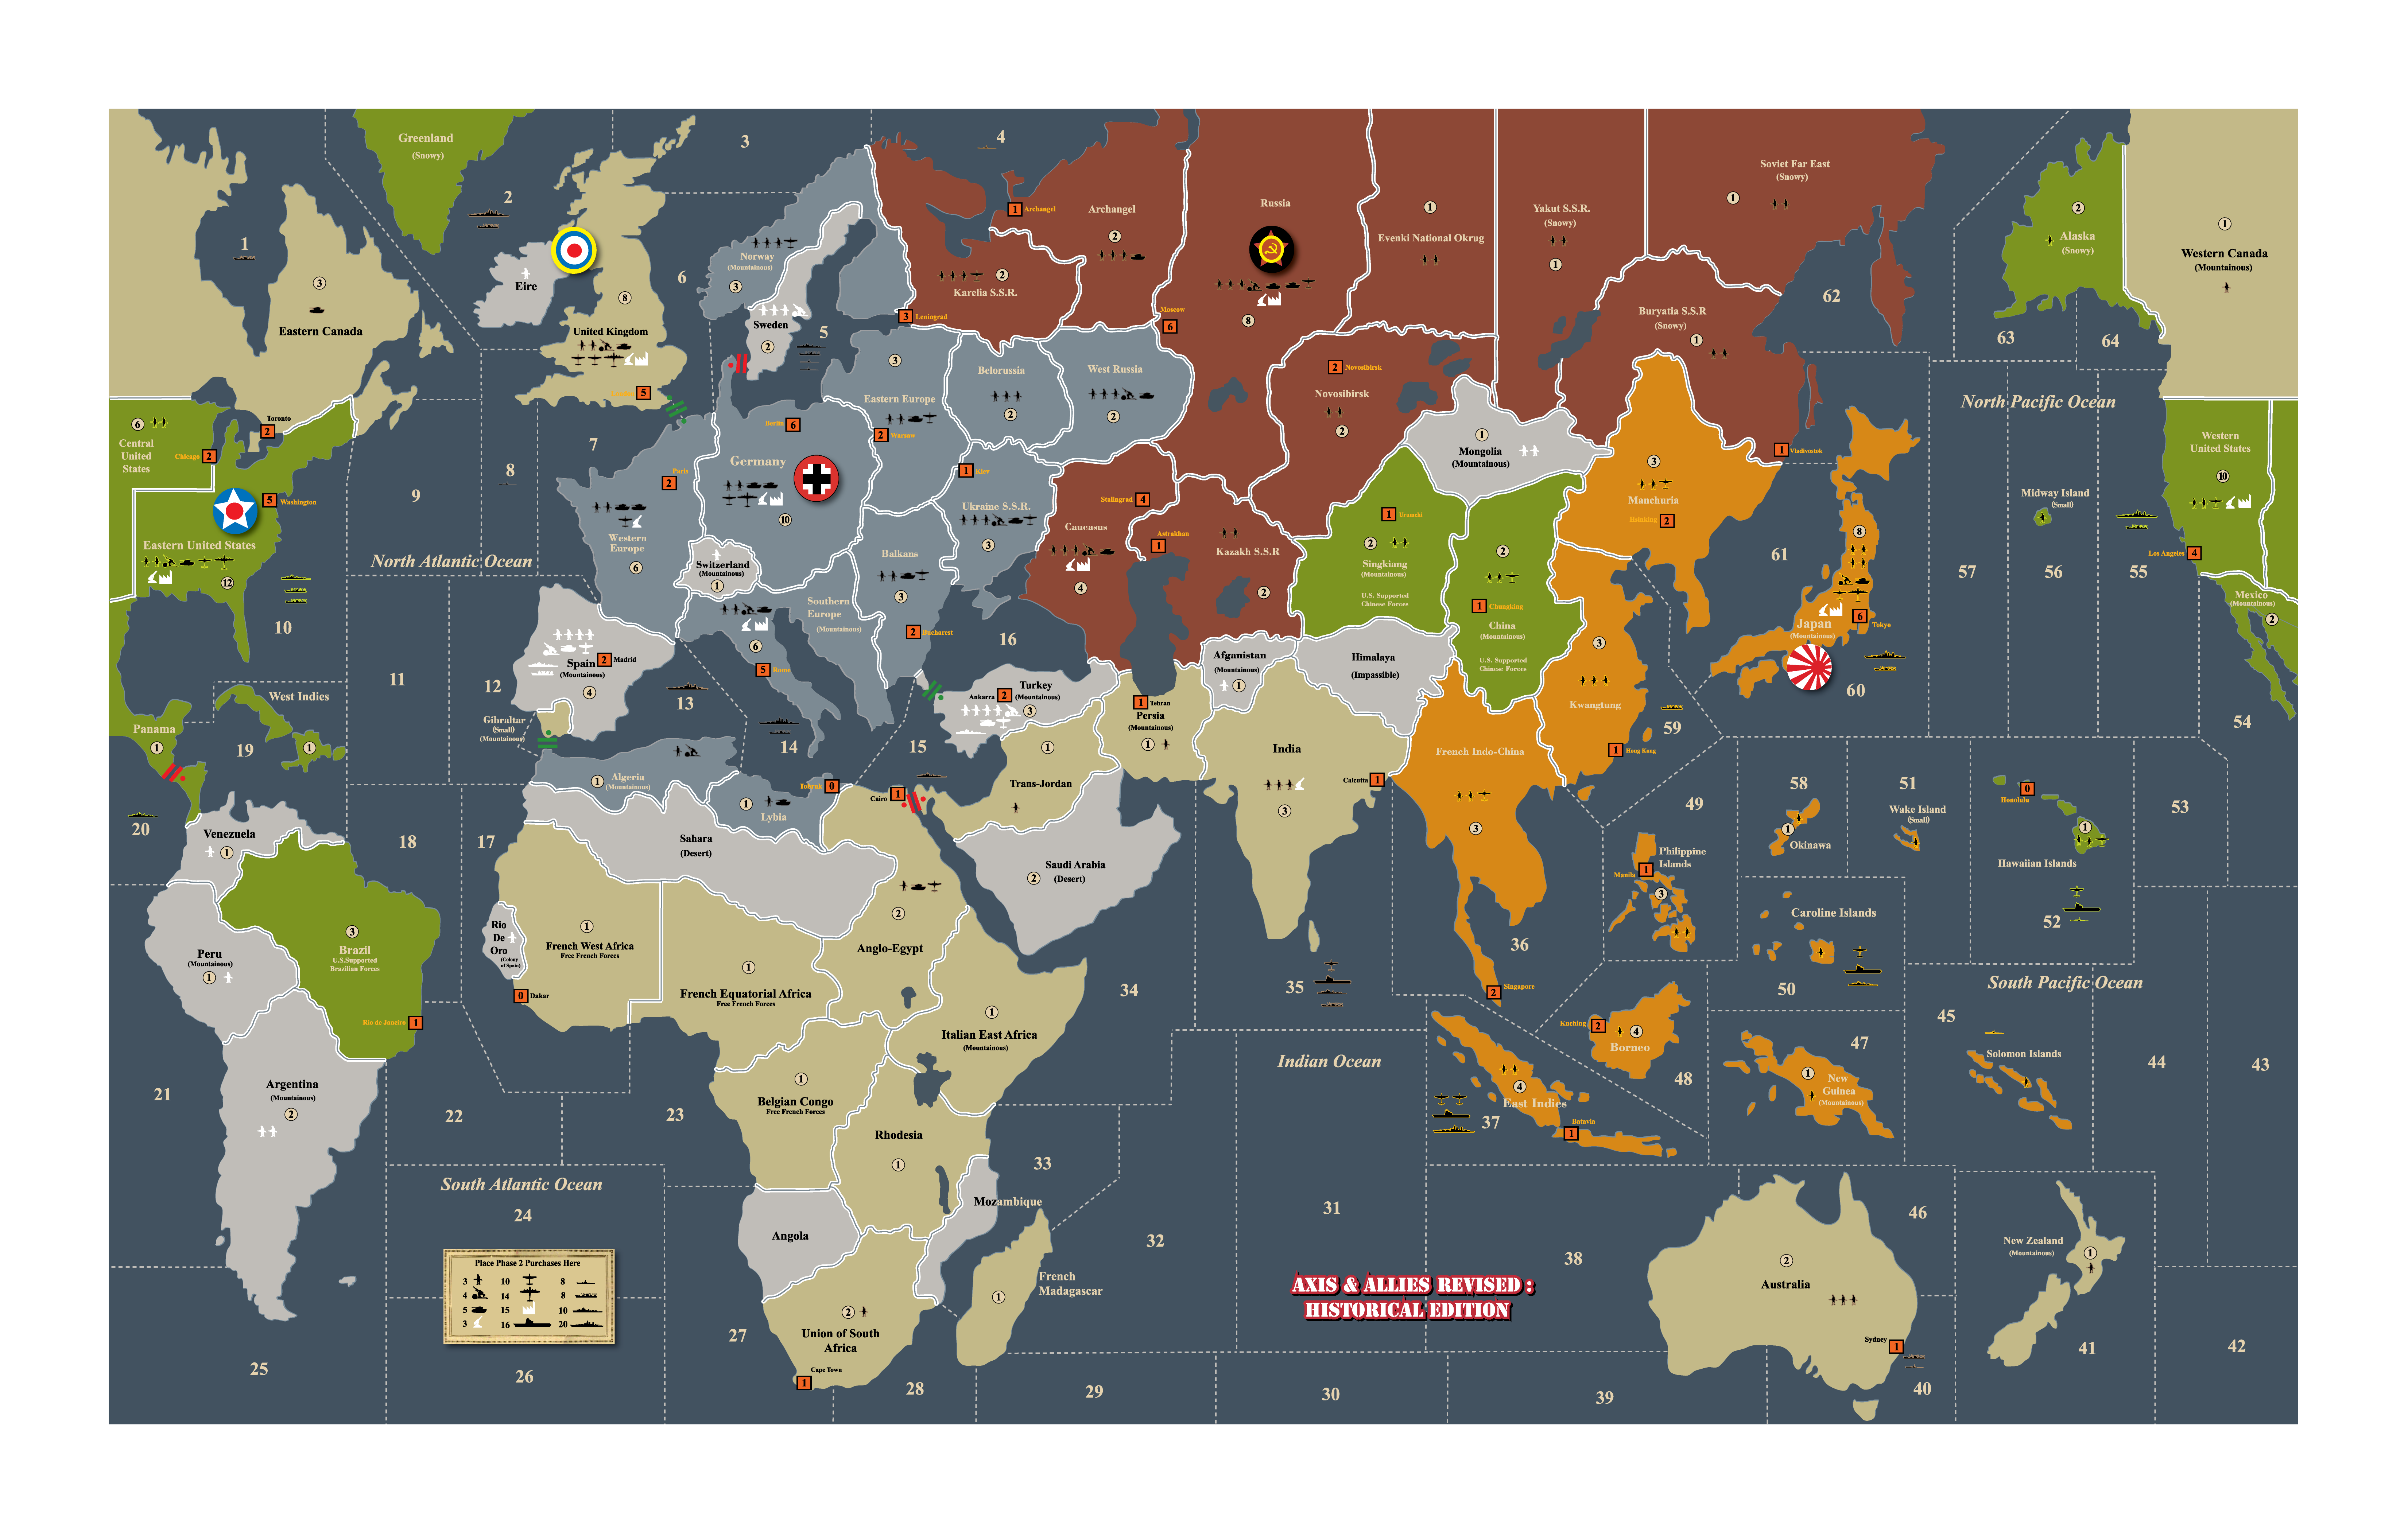 Greenland
(Snowy)
1
2
3
4
3
Eastern Canada
Eire
8
United Kingdom
5
6
Norway
(Mountainous)
3
Sweden
2
5
3
Leningrad
1
Archangel
Archangel
2
2
Karelia S.S.R.
Russia
8
Moscow
6
1
Evenki National Okrug
Yakut S.S.R.
(Snowy)
1
Soviet Far East
(Snowy)
1
Buryatia S.S.R
(Snowy)
1
62
2
Alaska
(Snowy)
63
64
1
Western Canada
(Mountainous)
6
Central
United
States
Chicago
2
Toronto
2
5
Washington
Eastern United States
12
9
8
7
North Atlantic Ocean
10
11
12
Paris
2
Western
Europe
6
Berlin
6
Germany
10
Switzerland
(Mountainous)
1
3
Eastern Europe
2
Warsaw
Belorussia
2
West Russia
2
1
Kiev
Ukraine S.S.R.
3
Balkans
3
2
Bucharest
Southern
Europe
(Mountainous)
6
5
Rome
Stalingrad
4
Caucasus
4
Astrakhan
1
Kazakh S.S.R
2
2
Novosibirsk
Novosibirsk
2
1
Mongolia
(Mountainous)
1
Urumchi
2
Singkiang
(Mountainous)
U.S. Supported
Chinese Forces
2
1
Chungking
China
(Mountainous)
U.S. Supported
Chinese Forces
3
Manchuria
2
1
Vladivostok
3
Kwangtung
1
Hong Kong
59
61
8
6
Tokyo
Japan
(Mountainous)
60
North Pacific Ocean
57
56
55
Midway Island
(Small)
Western
United States
10
Los Angeles
4
Mexico
(Mountainous)
2
54
Spain
(Mountainous)
2
Madrid
4
Gibraltar
(Small)
(Mountainous)
13
14
15
16
Ankarra
2
Turkey
(Mountainous)
3
Afganistan
(Mountainous)
1
Himalaya
(Impassible)
1
Tehran
Persia
(Mountainous)
1
1
Trans-Jordan
India
3
Calcutta
1
French Indo-China
3
West Indies
1
19
Panama
1
20
Venezuela
1
18
17
1
Algeria
(Mountainous)
1
Lybia
Tobruk
0
Cairo
1
Sahara
(Desert)
Saudi Arabia
(Desert)
2
2
Anglo-Egypt
Rio
De
Oro
(Colony
of Spain)
1
French West Africa
Free French Forces
0
Dakar
1
French Equatorial Africa
Free French Forces
1
Italian East Africa
(Mountainous)
3
Brazil
U.S.Supported
Brazilian Forces
Rio de Janeiro
1
Peru
(Mountainous)
1
Argentina
(Mountainous)
2
21
22
23
1
Belgian Congo
Free French Forces
Rhodesia
1
33
34
35
36
49
58
51
1
Okinawa
Wake Island
(Small)
0
Honolulu
1
Hawaiian Islands
52
53
Philippine
Islands
Manila
1
3
Caroline Islands
50
2
Singapore
Kuching
2
4
Borneo
48
4
East Indies
37
Batavia
1
Indian Ocean
47
1
New
Guinea
(Mountainous)
South Pacific Ocean
45
Solomon Islands
44
43
South Atlantic Ocean
24
Place Phase 2 Purchases Here
3 10 8
4 14 8
5 15 10
3 16 20
25
26
27
Angola
Mozambique
French
Madagascar
1
2
Union of South
Africa
Cape Town
1
28
29
30
31
32
38
39
AXIS & ALLIES REVISED :
HISTORICAL EDITION
2
Australia
Sydney
1
40
46
New Zealand
(Mountainous)
1
41
42